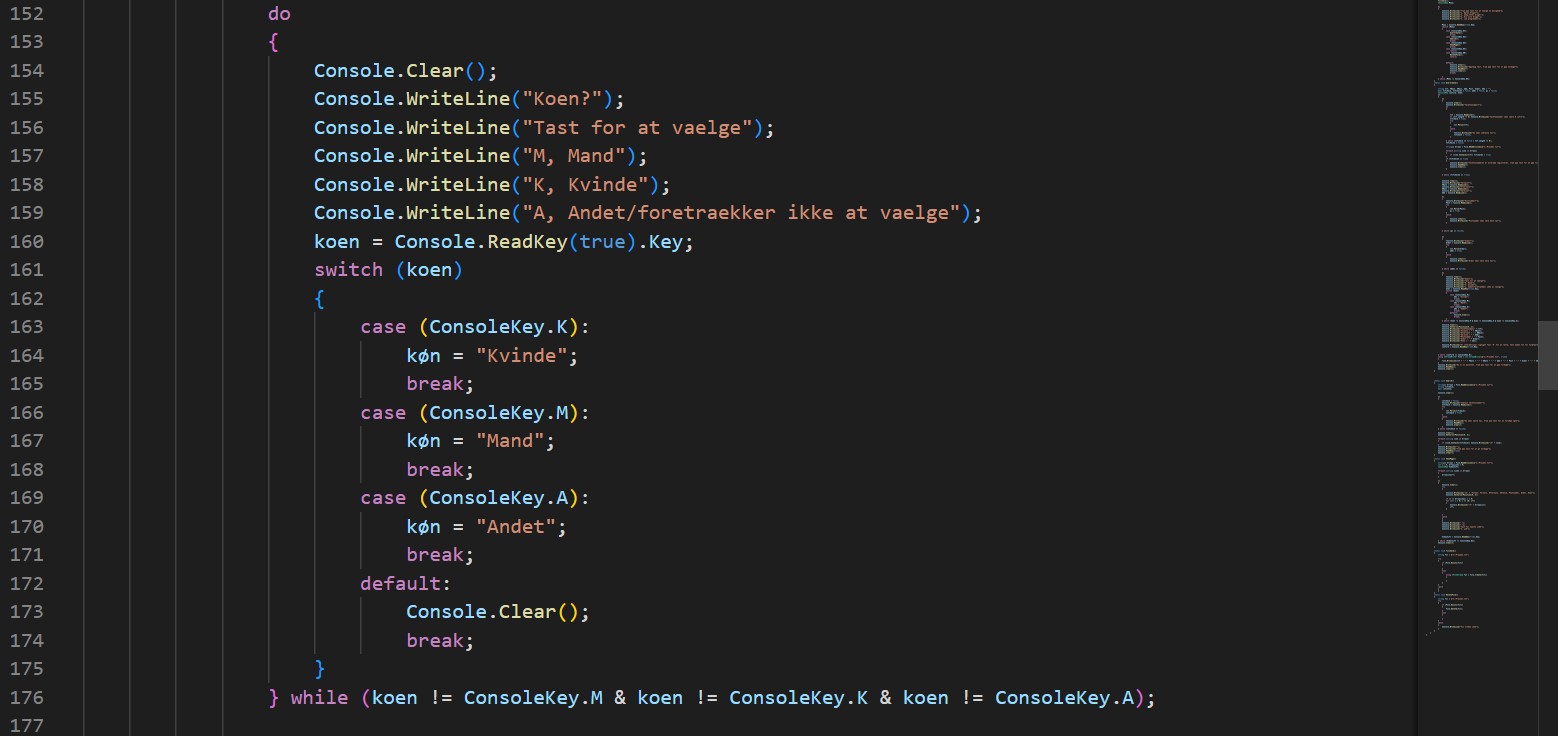 152 do
153 {
154 Console.Clear();
155 Console.WriteLine("Koen?");
156 Console.WriteLine("Tast for at vaelge");
157 Console.WriteLine("M, Mand");
158 Console.WriteLine("K, Kvinde");
159 Console.WriteLine("A, Andet/foretraekker ikke at vaelge");
160 koen = Console.ReadKey(true).Key;
161 switch (koen)
162 {
163 case (ConsoleKey.K):
164 køn = "Kvinde";
165 break;
166 case (ConsoleKey.M):
167 køn = "Mand";
168 break;
169 case (ConsoleKey.A):
170 køn = "Andet";
171 break;
172 default:
173 Console.Clear();
174 break;
175 }
176 } while (koen != ConsoleKey.M & koen != ConsoleKey.K & koen != ConsoleKey.A);
177